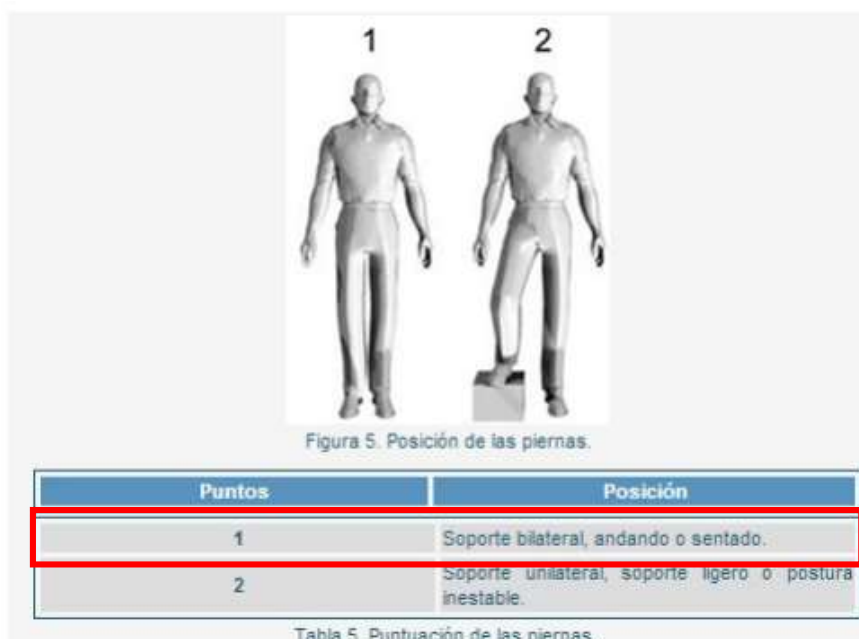 1 2
Figura 5. Posición de las piernas.
Puntos Posición
1 Soporte bilateral, andando o sentado.
2 Soporte unilateral, soporte ligero o postura
inestable.
Tabla 5. Puntuación de las piernas.